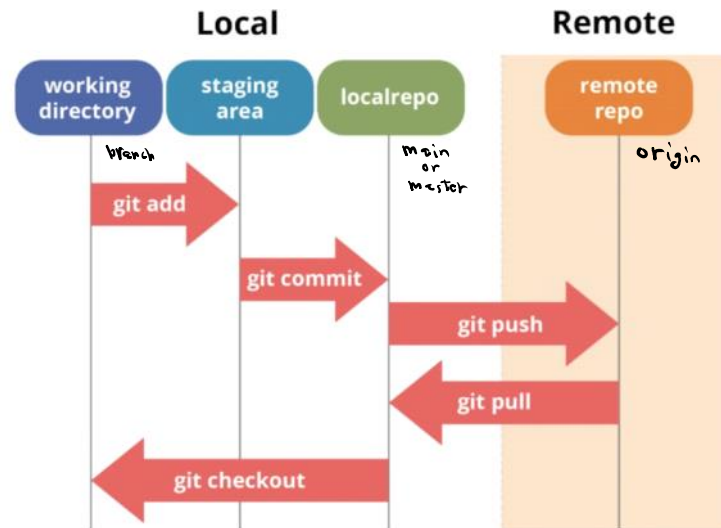 Local
Remote
working
directory
staging
area
localrepo
remote
repo
branch
main
or
master
origin
git add
git commit
git push
git pull
git checkout